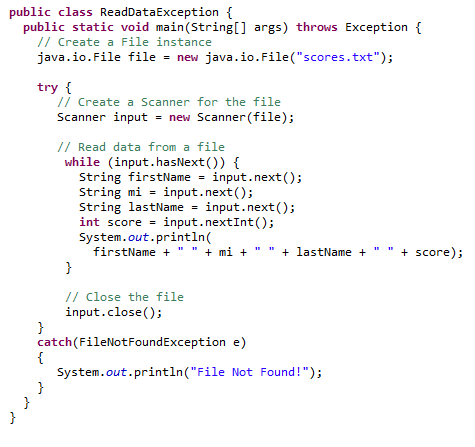 public class ReadDataException {
  public static void main(String[] args) throws Exception {
    // Create a File instance
    java.io.File file = new java.io.File("scores.txt");

    try {
       // Create a Scanner for the file
       Scanner input = new Scanner(file);

       // Read data from a file
        while (input.hasNext()) {
          String firstName = input.next();
          String mi = input.next();
          String lastName = input.next();
          int score = input.nextInt();
          System.out.println(
            firstName + " " + mi + " " + lastName + " " + score);
        }

        // Close the file
        input.close();
    }
    catch(FileNotFoundException e)
    {
       System.out.println("File Not Found!");
    }
  }
}